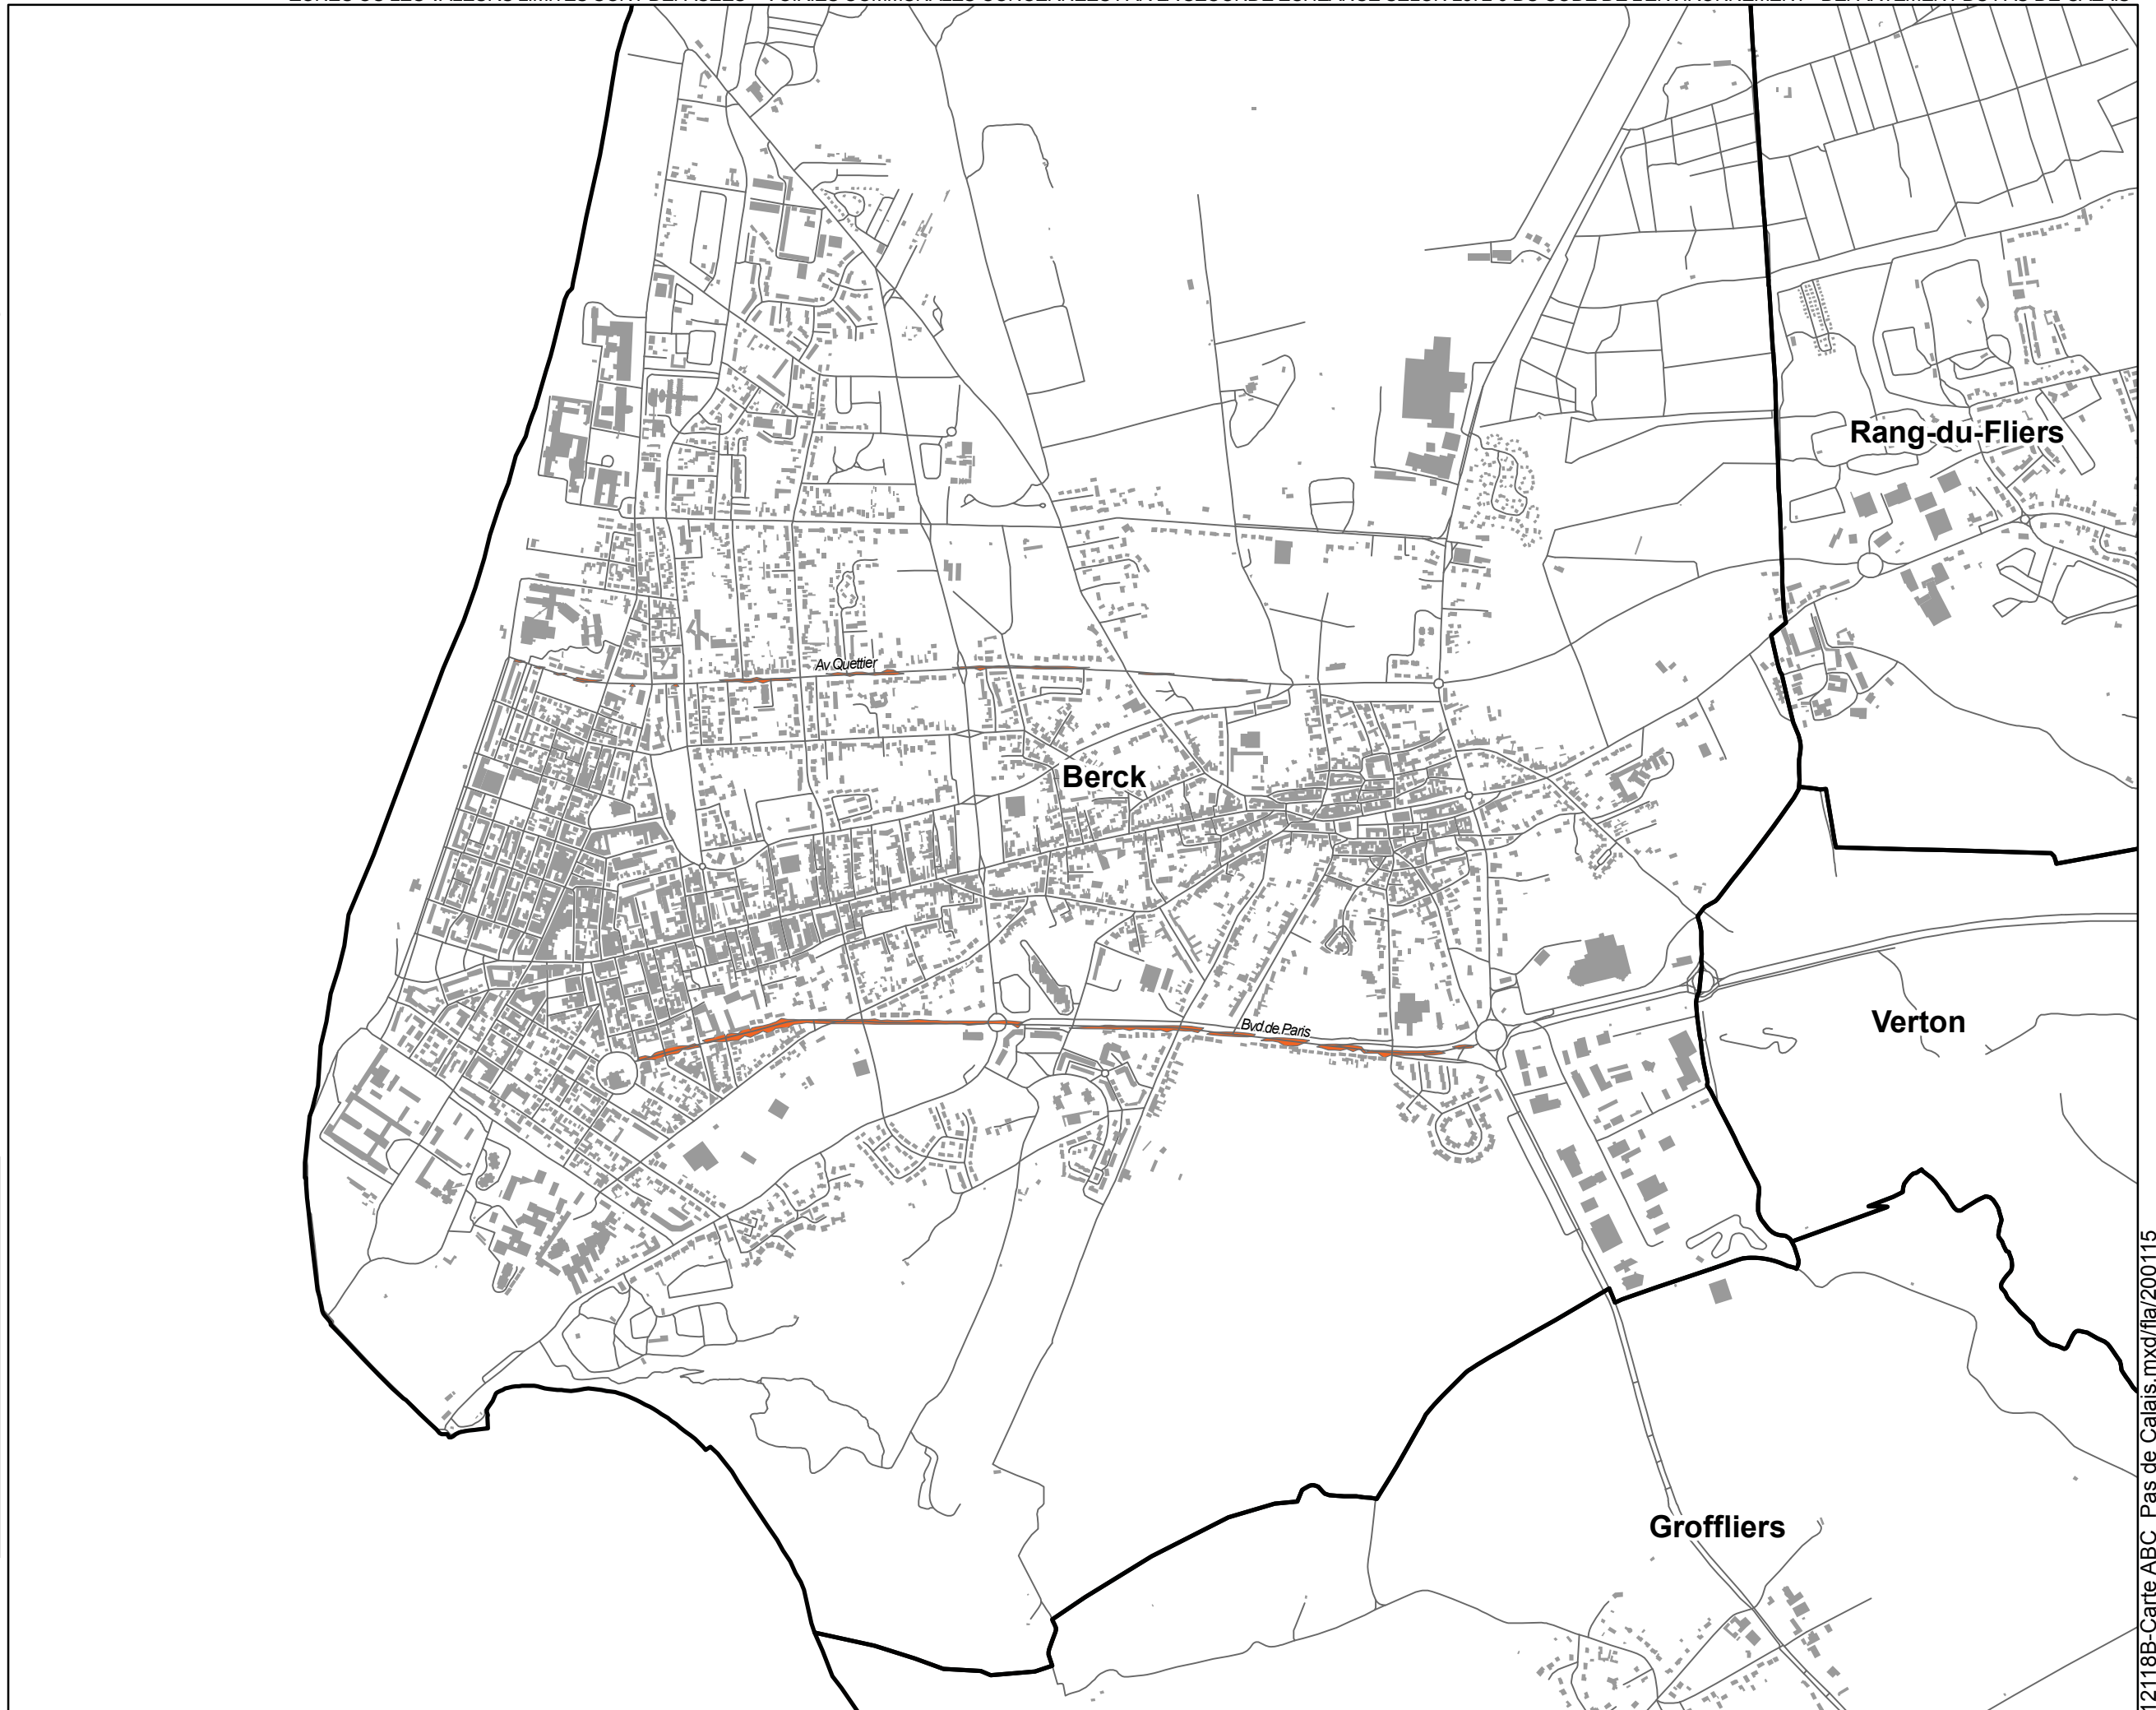 Rang-du-Fliers
Av.Quettier
Berck
Bvd.de.Paris
Verton
Groffliers
12118B-Carte ABC_Pas de Calais.mxd/fla/200115